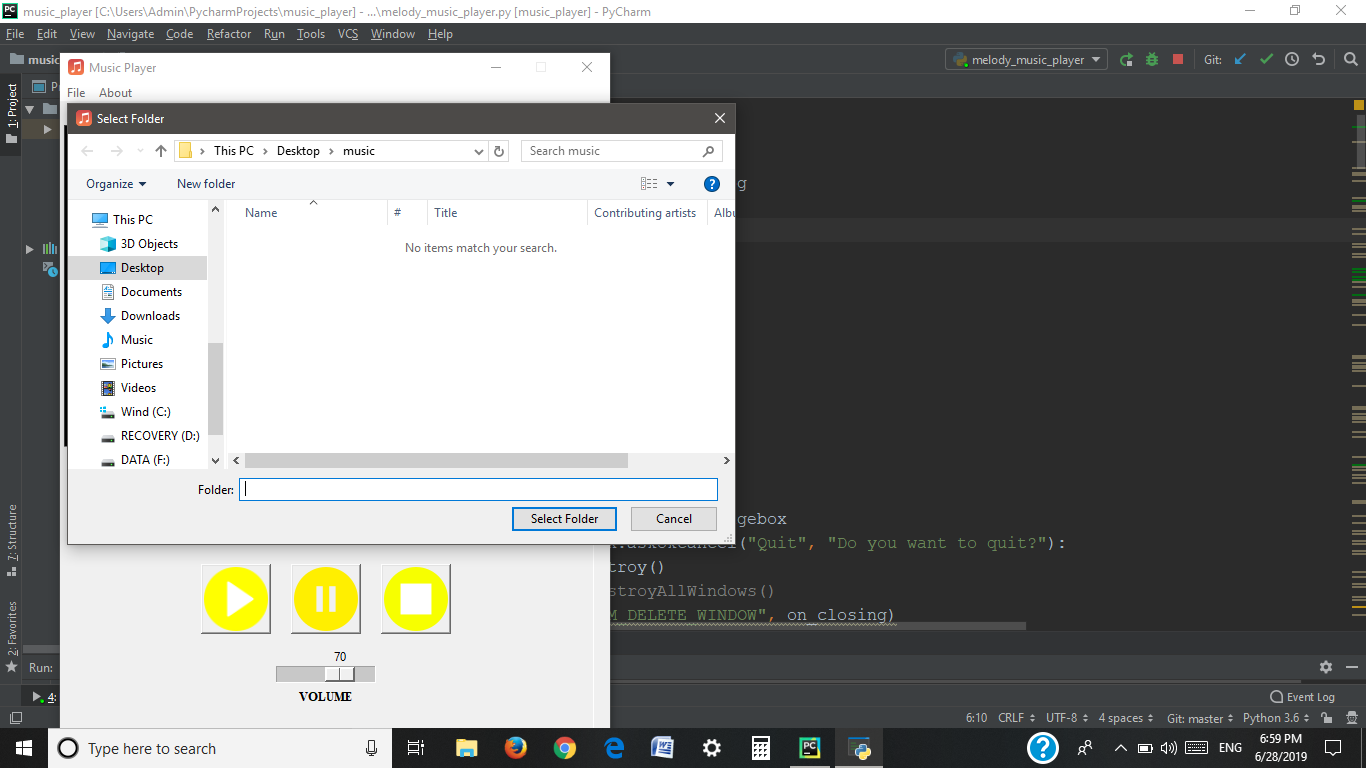 music_player [C:\Users\Admin\PycharmProjects\music_player] - ...\melody_music_player.py [music_player] - PyCharm
File Edit View Navigate Code Refactor Run Tools VCS Window Help
music
melody_music_player Git:
Music Player
File About
Select Folder
This PC Desktop music
Search music
Organize New folder
This PC
3D Objects
Desktop
Documents
Downloads
Music
Pictures
Videos
Wind (C:)
RECOVERY (D:)
DATA (F:)
Name # Title Contributing artists Albu
No items match your search.
Folder:
Select Folder Cancel
70
VOLUME
1: Project
7: Structure
2: Favorites
g
gebox
("Quit", "Do you want to quit?"):
troy()
stroyAllWindows()
M_DELETE_WINDOW", on_closing)
Run:
4:
Event Log
6:10 CRLF UTF-8 4 spaces Git: master Python 3.6
Type here to search
ENG
6:59 PM
6/28/2019